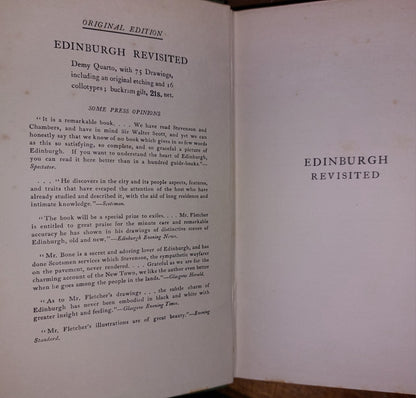 ORIGINAL EDITION
EDINBURGH REVISITED
Demy Quarto, with 75 Drawings,
including an original etching and 16
collotypes; buckram gilt, 21s. net.
SOME PRESS OPINIONS
"It is a remarkable book. . . . We have read Stevenson and
Chambers, and have in mind Sir Walter Scott, and yet we can
honestly say that we know of no book which gives in so few words
as this so satisfying, so complete, and so graceful a picture of
Edinburgh. If you want to understand the heart of Edinburgh,
you can read it here better than in a hundred guide-books."—
Spectator.
. . . "He discovers in the city and its people aspects, features,
and traits that have escaped the attention of the host who have
already studied and described it, with the aid of long residence and
intimate knowledge."—Scotsman.
"The book will be a special prize to exiles. . . . Mr. Fletcher
is entitled to great praise for the minute care and remarkable
accuracy he has shown in his drawings of distinctive scenes of
Edinburgh, old and new."—Edinburgh Evening News.
"Mr. Bone is a secret and adoring lover of Edinburgh, and has
done Scotsmen services which Stevenson, the sympathetic wayfarer
on the pavement, never rendered. . . . Grateful as we are for the
charming account of the New Town, we like the author even better
when he goes among the people in the lands."—Glasgow Herald.
"As to Mr. Fletcher's drawings . . . the subtle charm of
Edinburgh has never been embodied in black and white with
greater insight and feeling."—Glasgow Evening Times.
"Mr. Fletcher's illustrations are of great beauty."—Evening
Standard.
EDINBURGH
REVISITED